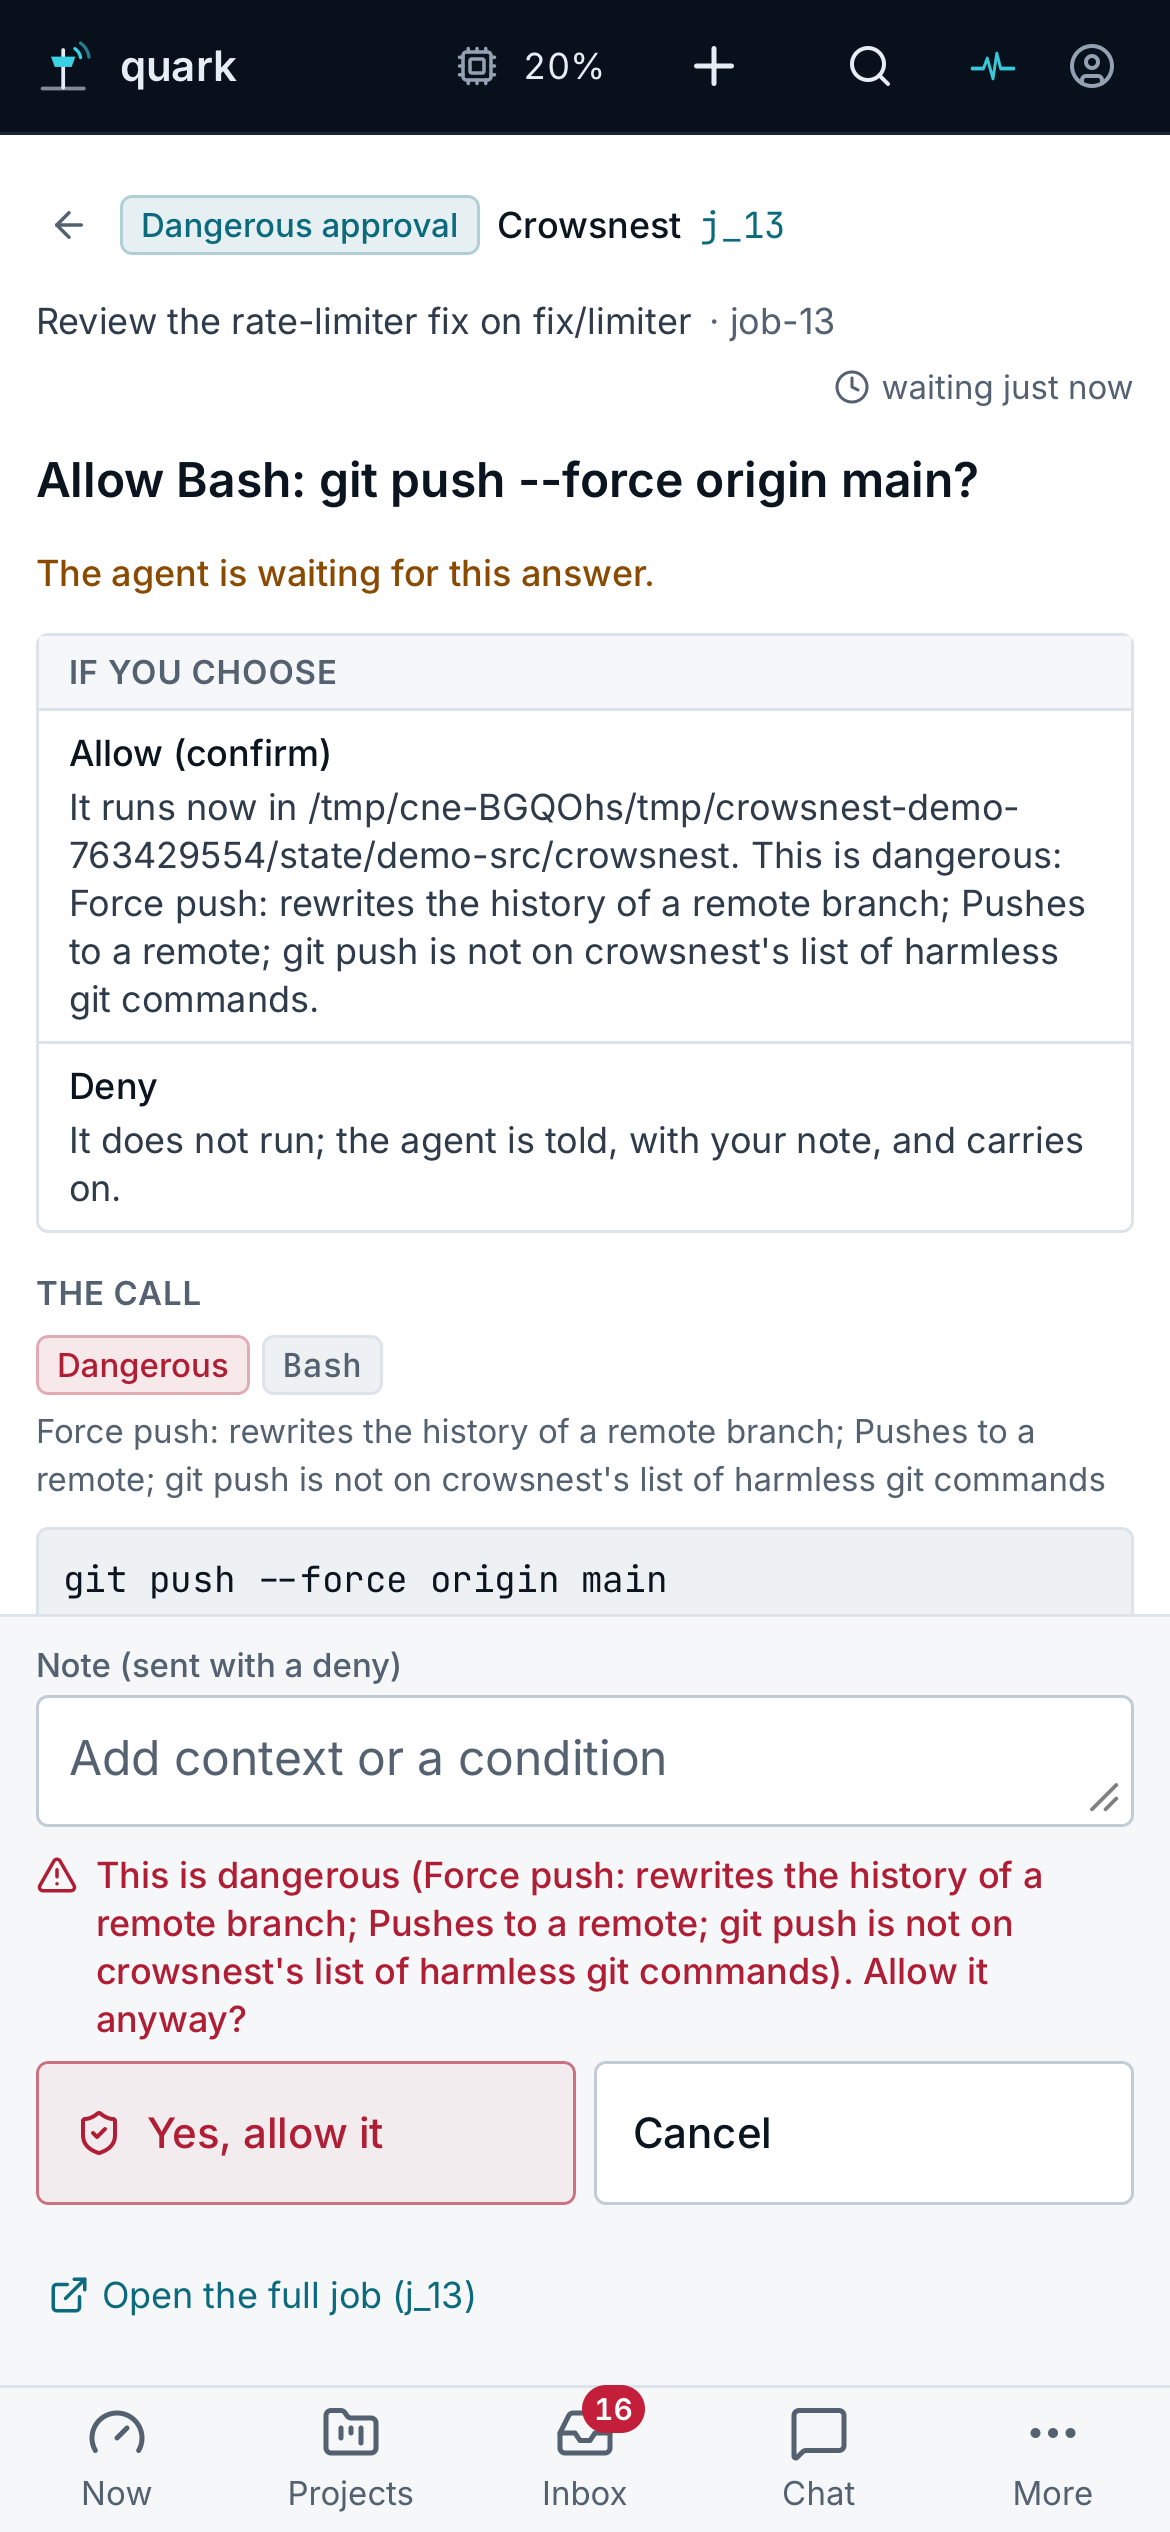 quark
20%
Dangerous approval Crowsnest j_13
Review the rate-limiter fix on fix/limiter · job-13
waiting just now
Allow Bash: git push --force origin main?
The agent is waiting for this answer.
IF YOU CHOOSE
Allow (confirm)
It runs now in /tmp/cne-BGQOhs/tmp/crowsnest-demo-
763429554/state/demo-src/crowsnest. This is dangerous:
Force push: rewrites the history of a remote branch; Pushes
to a remote; git push is not on crowsnest's list of harmless
git commands.
Deny
It does not run; the agent is told, with your note, and carries
on.
THE CALL
Dangerous Bash
Force push: rewrites the history of a remote branch; Pushes to a
remote; git push is not on crowsnest's list of harmless git commands
git push --force origin main
Note (sent with a deny)
Add context or a condition
This is dangerous (Force push: rewrites the history of a
remote branch; Pushes to a remote; git push is not on
crowsnest's list of harmless git commands). Allow it
anyway?
Yes, allow it
Cancel
Open the full job (j_13)
16
Now
Projects
Inbox
Chat
More